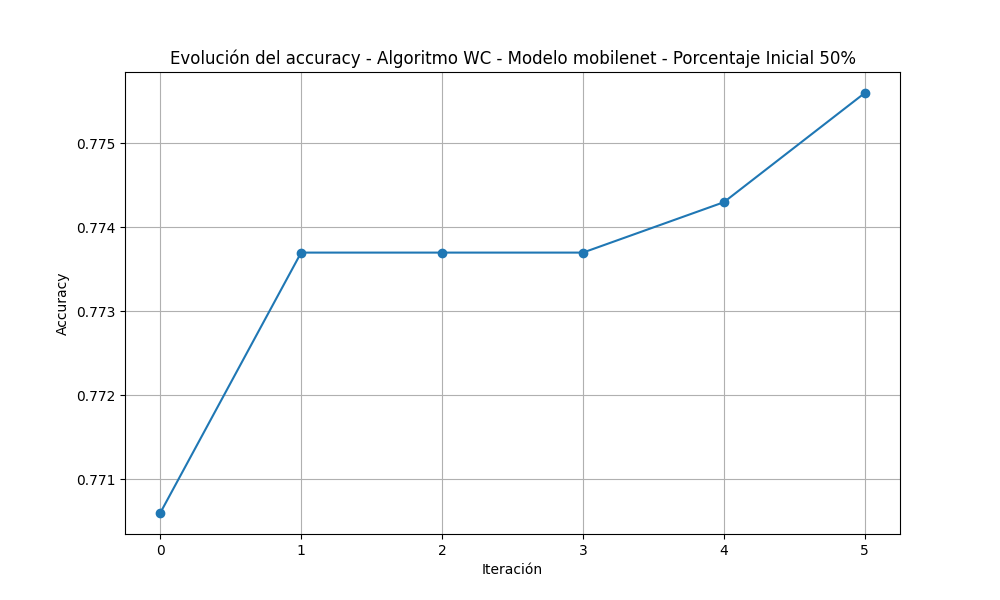 Evolución del accuracy - Algoritmo WC - Modelo mobilenet - Porcentaje Inicial 50%
0.775
0.774
0.773
0.772
0.771
Accuracy
0 1 2 3 4 5
Iteración